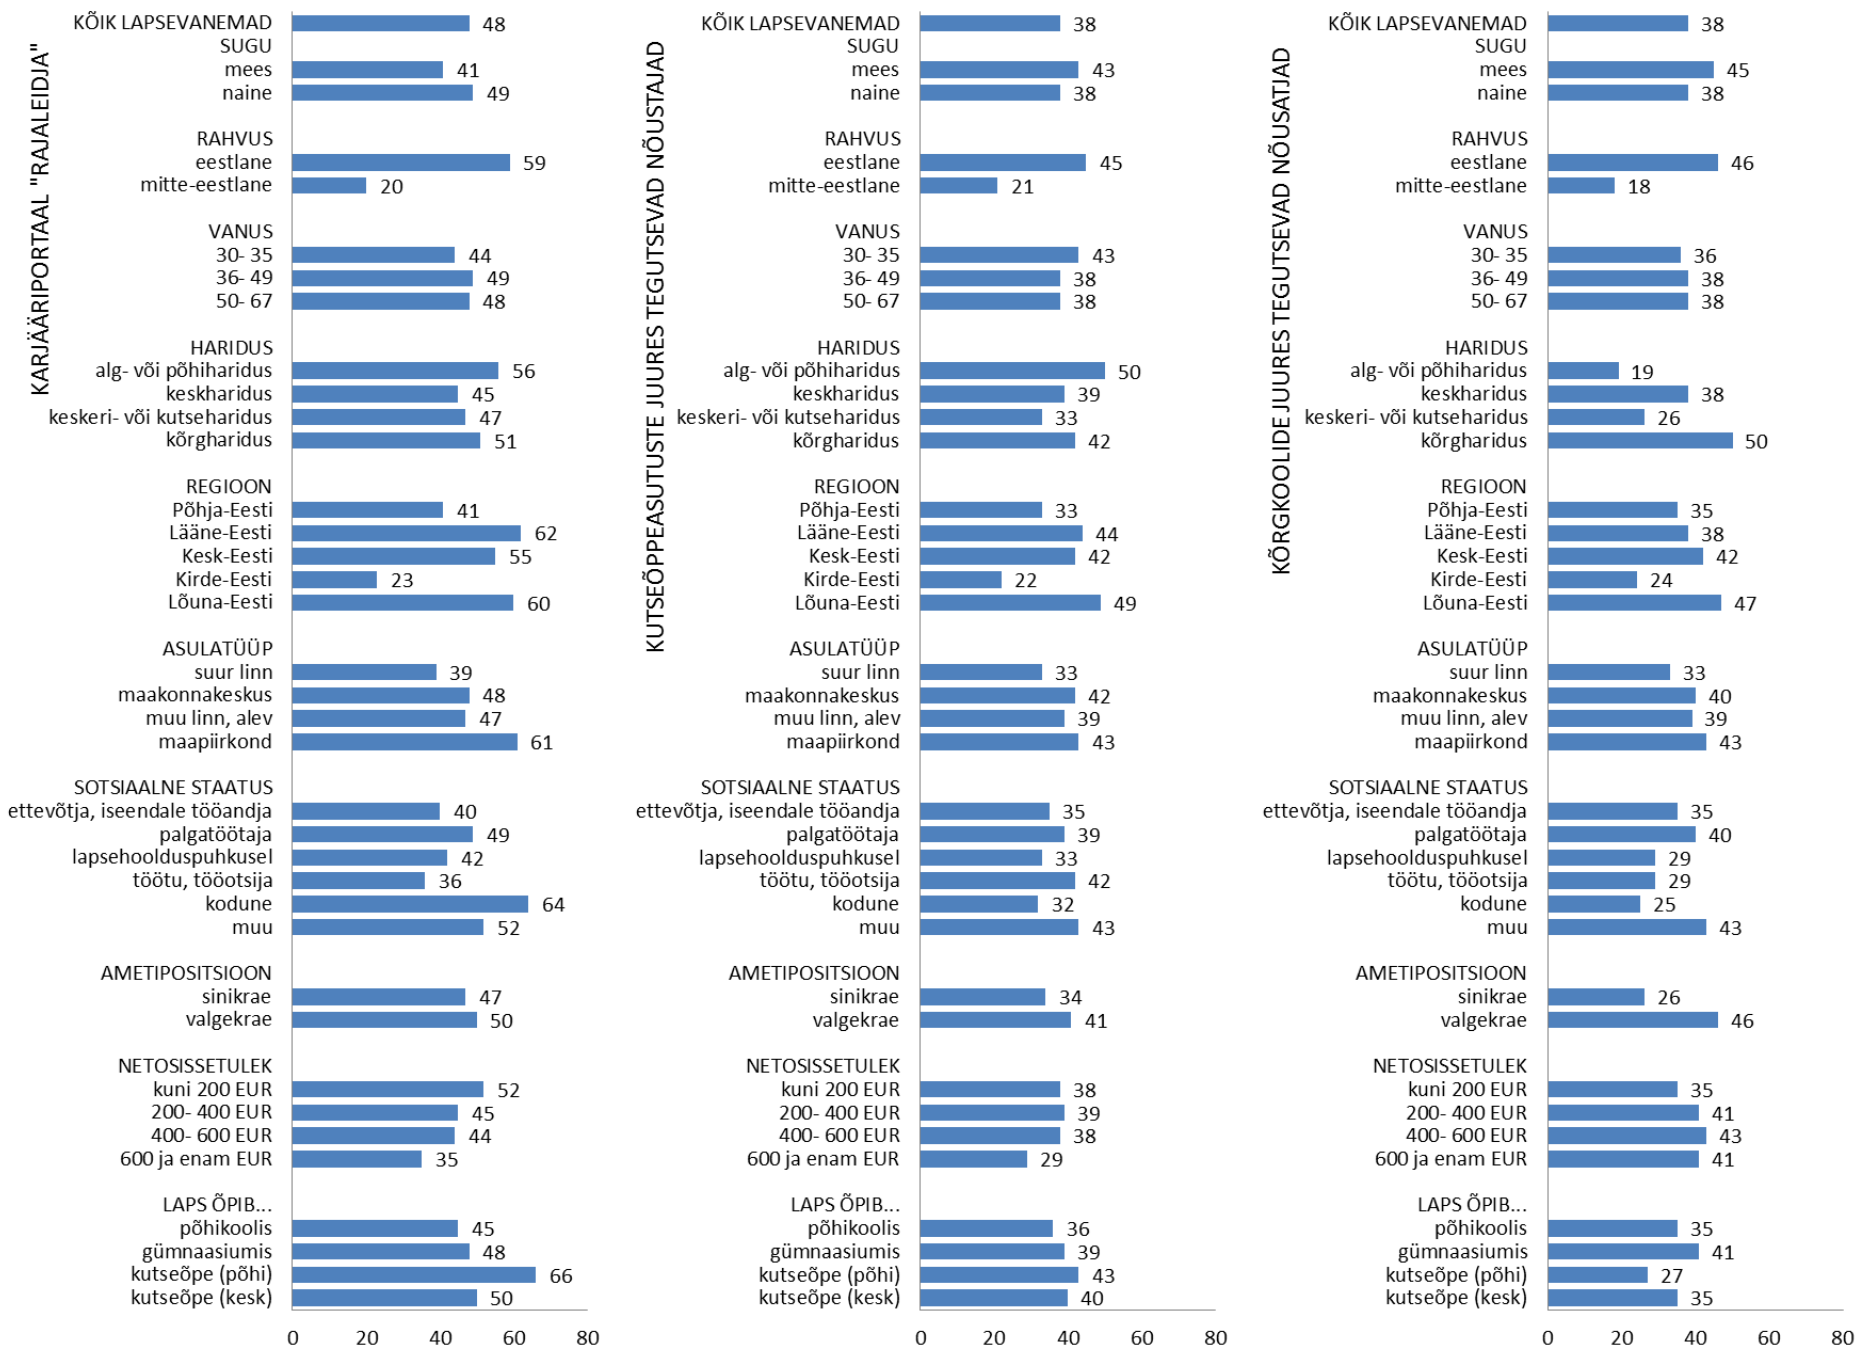 KARJÄÄRIPORTAAL "RAJALEIDJA"
KÕIK LAPSEVANEMAD 48
SUGU
mees 41
naine 49
RAHVUS
eestlane 59
mitte-eestlane 20
VANUS
30- 35 44
36- 49 49
50- 67 48
HARIDUS
alg- või põhiharidus 56
keskharidus 45
keskeri- või kutseharidus 47
kõrgharidus 51
REGIOON
Põhja-Eesti 41
Lääne-Eesti 62
Kesk-Eesti 55
Kirde-Eesti 23
Lõuna-Eesti 60
ASULATÜÜP
suur linn 39
maakonnakeskus 48
muu linn, alev 47
maapiirkond 61
SOTSIAALNE STAATUS
ettevõtja, iseendale tööandja 40
palgatöötaja 49
lapsehoolduspuhkusel 42
töötu, tööotsija 36
kodune 64
muu 52
AMETIPOSITSIOON
sinikrae 47
valgekrae 50
NETOSISSETULEK
kuni 200 EUR 52
200- 400 EUR 45
400- 600 EUR 44
600 ja enam EUR 35
LAPS ÕPIB...
põhikoolis 45
gümnaasiumis 48
kutseõpe (põhi) 66
kutseõpe (kesk) 50
0 20 40 60 80
KUTSEÕPPEASUTUSTE JUURES TEGUTSEVAD NÕUSTAJAD
KÕIK LAPSEVANEMAD 38
SUGU
mees 43
naine 38
RAHVUS
eestlane 45
mitte-eestlane 21
VANUS
30- 35 43
36- 49 38
50- 67 38
HARIDUS
alg- või põhiharidus 50
keskharidus 39
keskeri- või kutseharidus 33
kõrgharidus 42
REGIOON
Põhja-Eesti 33
Lääne-Eesti 44
Kesk-Eesti 42
Kirde-Eesti 22
Lõuna-Eesti 49
ASULATÜÜP
suur linn 33
maakonnakeskus 42
muu linn, alev 39
maapiirkond 43
SOTSIAALNE STAATUS
ettevõtja, iseendale tööandja 35
palgatöötaja 39
lapsehoolduspuhkusel 33
töötu, tööotsija 42
kodune 32
muu 43
AMETIPOSITSIOON
sinikrae 34
valgekrae 41
NETOSISSETULEK
kuni 200 EUR 38
200- 400 EUR 39
400- 600 EUR 38
600 ja enam EUR 29
LAPS ÕPIB...
põhikoolis 36
gümnaasiumis 39
kutseõpe (põhi) 43
kutseõpe (kesk) 40
0 20 40 60 80
KÕRGKOOLIDE JUURES TEGUTSEVAD NÕUSATJAD
KÕIK LAPSEVANEMAD 38
SUGU
mees 45
naine 38
RAHVUS
eestlane 46
mitte-eestlane 18
VANUS
30- 35 36
36- 49 38
50- 67 38
HARIDUS
alg- või põhiharidus 19
keskharidus 38
keskeri- või kutseharidus 26
kõrgharidus 50
REGIOON
Põhja-Eesti 35
Lääne-Eesti 38
Kesk-Eesti 42
Kirde-Eesti 24
Lõuna-Eesti 47
ASULATÜÜP
suur linn 33
maakonnakeskus 40
muu linn, alev 39
maapiirkond 43
SOTSIAALNE STAATUS
ettevõtja, iseendale tööandja 35
palgatöötaja 40
lapsehoolduspuhkusel 29
töötu, tööotsija 29
kodune 25
muu 43
AMETIPOSITSIOON
sinikrae 26
valgekrae 46
NETOSISSETULEK
kuni 200 EUR 35
200- 400 EUR 41
400- 600 EUR 43
600 ja enam EUR 41
LAPS ÕPIB...
põhikoolis 35
gümnaasiumis 41
kutseõpe (põhi) 27
kutseõpe (kesk) 35
0 20 40 60 80